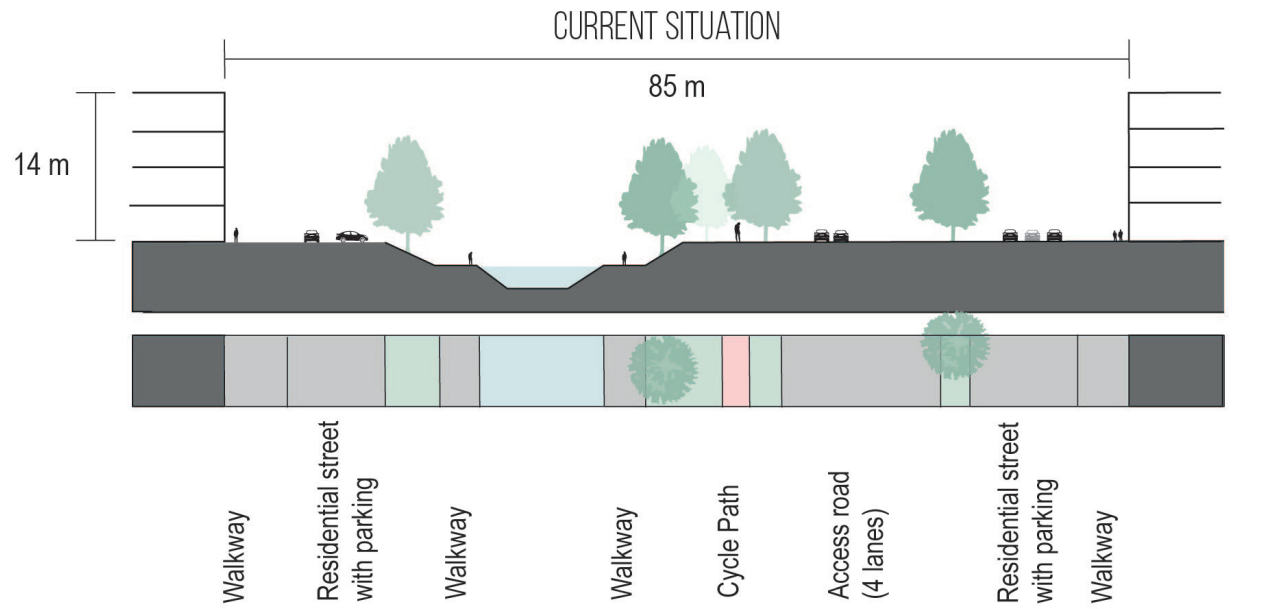 CURRENT SITUATION
85 m
14 m
Walkway
Residential street
with parking
Walkway
Walkway
Cycle Path
Access road
(4 lanes)
Residential street
with parking
Walkway